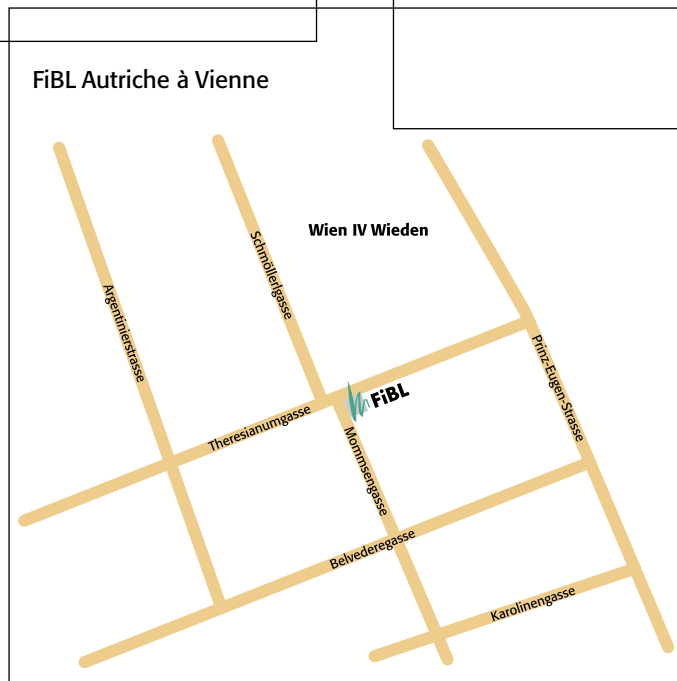 FiBL Autriche à Vienne
Wien IV Wieden
Schmöllerlgasse
Argentinierstrasse
Prinz-Eugen-Strasse
FiBL
Theresianumgasse
Mommsengasse
Belvederegasse
Karolinengasse